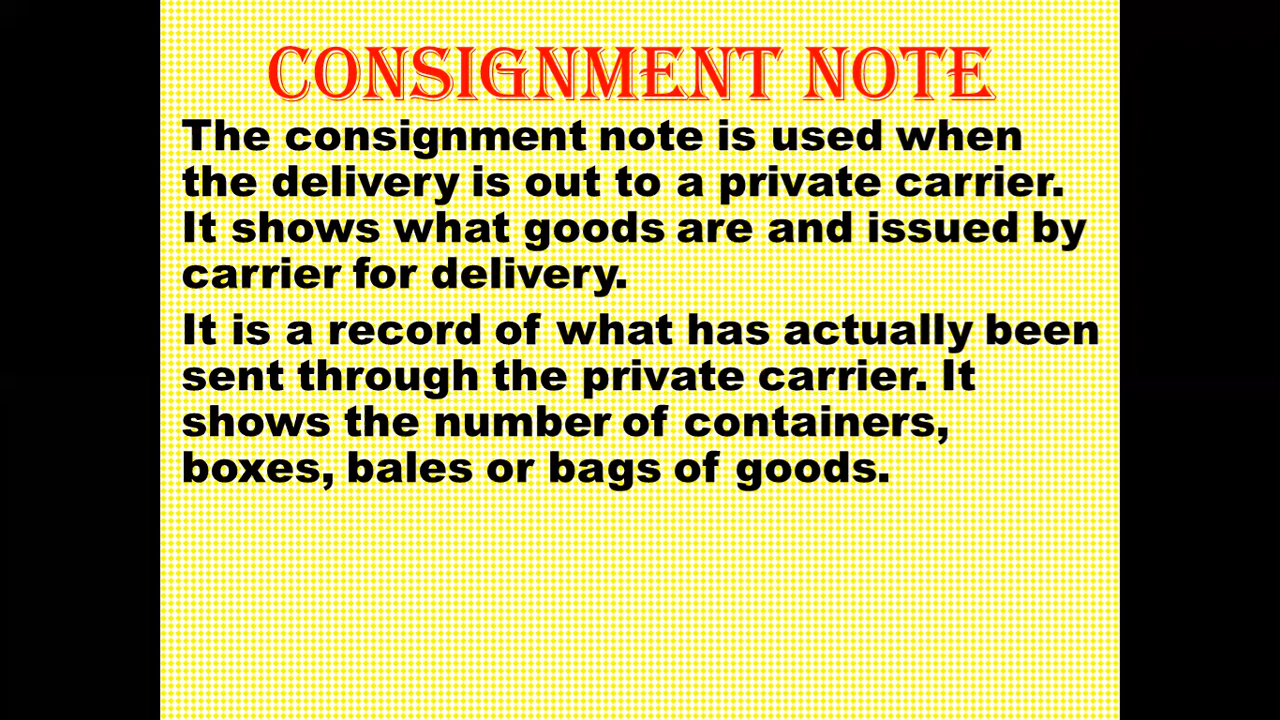 CONSIGNMENT NOTE
The consignment note is used when
the delivery is out to a private carrier.
It shows what goods are and issued by
carrier for delivery.
It is a record of what has actually been
sent through the private carrier. It
shows the number of containers,
boxes, bales or bags of goods.